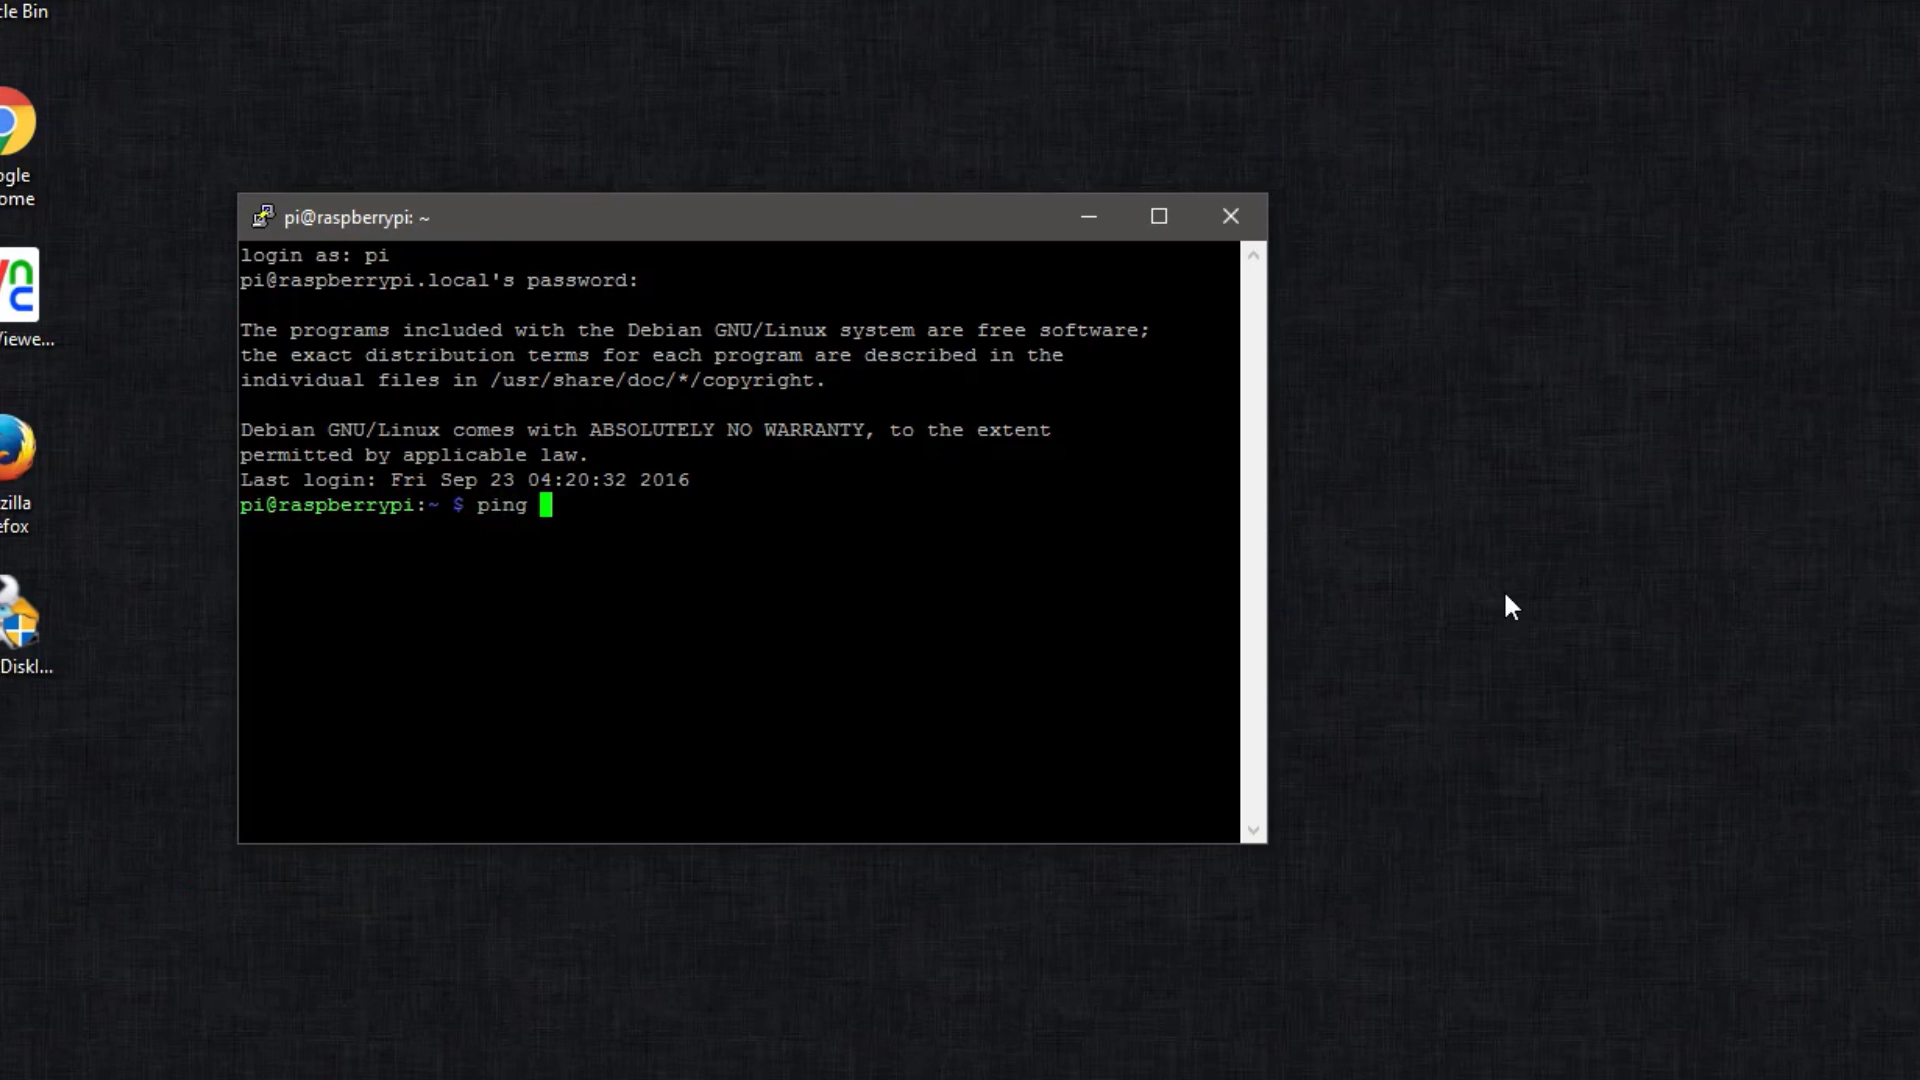 cle Bin
ogle
ome
Viewe...
zilla
efox
DiskI...
pi@raspberrypi: ~
login as: pi
pi@raspberrypi.local's password:
The programs included with the Debian GNU/Linux system are free software;
the exact distribution terms for each program are described in the
individual files in /usr/share/doc/*/copyright.
Debian GNU/Linux comes with ABSOLUTELY NO WARRANTY, to the extent
permitted by applicable law.
Last login: Fri Sep 23 04:20:32 2016
pi@raspberrypi:~ $ ping